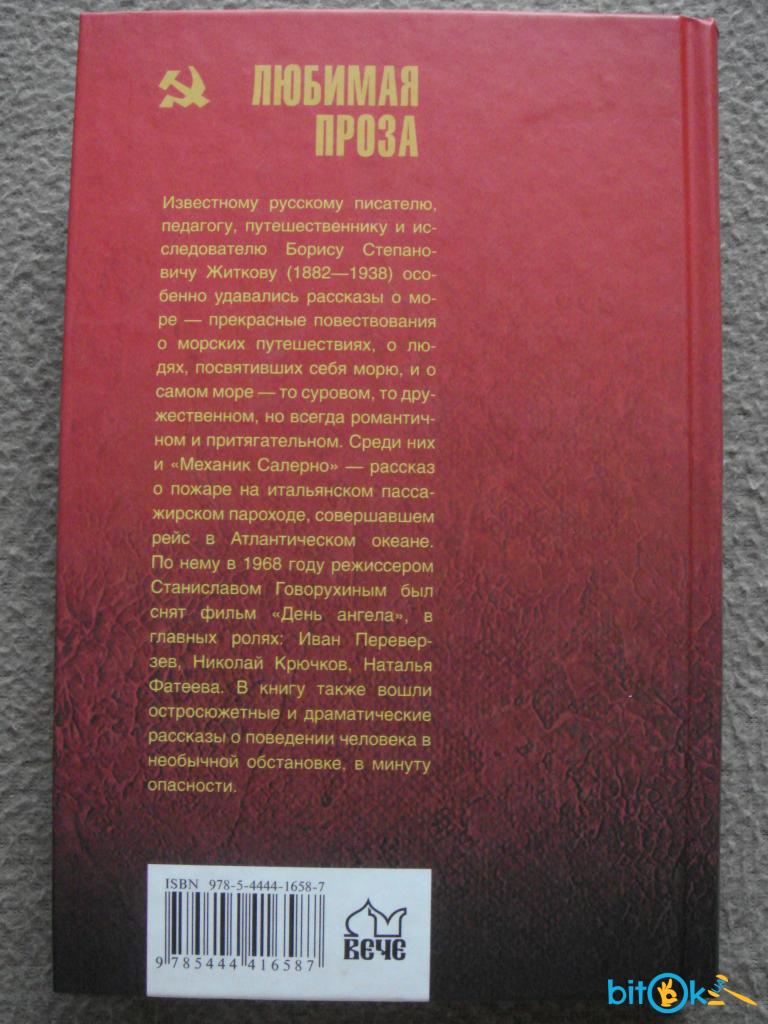 ЛЮБИМАЯ
ПРОЗА
Известному русскому писателю,
педагогу, путешественнику и ис-
следователю Борису Степано-
вичу Житкову (1882—1938) осо-
бенно удавались рассказы о мо-
ре — прекрасные повествования
о морских путешествиях, о лю-
дях, посвятивших себя морю, и о
самом море — то суровом, то дру-
жественном, но всегда романтич-
ном и притягательном. Среди них
и «Механик Салерно» — рассказ
о пожаре на итальянском пасса-
жирском пароходе, совершавшем
рейс в Атлантическом океане.
По нему в 1968 году режиссером
Станиславом Говорухиным был
снят фильм «День ангела», в
главных ролях: Иван Перевер-
зев, Николай Крючков, Наталья
Фатеева. В книгу также вошли
остросюжетные и драматические
рассказы о поведении человека в
необычной обстановке, в минуту
опасности.
ISBN 978-5-4444-1658-7
ВЕЧЕ
9 785444 416587
bitOk